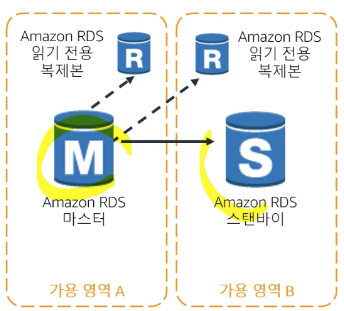 Amazon RDS
읽기 전용
복제본
R
M
Amazon RDS
마스터
가용 영역 A
Amazon RDS
읽기 전용
복제본
R
S
Amazon RDS
스탠바이
가용 영역 B